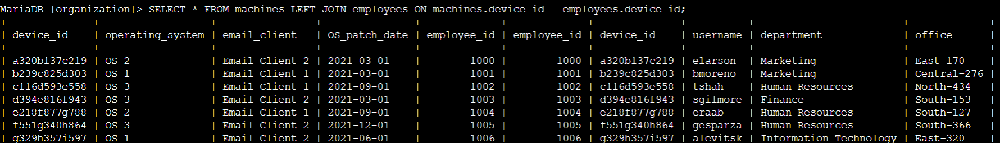 MariaDB [organization]> SELECT * FROM machines LEFT JOIN employees ON machines.device_id = employees.device_id;
+--------------+------------------+----------------+---------------+-------------+-------------+--------------+----------+------------------------+-------------+
| device_id    | operating_system | email_client   | OS_patch_date | employee_id | employee_id | device_id    | username | department             | office      |
+--------------+------------------+----------------+---------------+-------------+-------------+--------------+----------+------------------------+-------------+
| a320b137c219 | OS 2             | Email Client 2 | 2021-03-01    |        1000 |        1000 | a320b137c219 | elarson  | Marketing              | East-170    |
| b239c825d303 | OS 1             | Email Client 1 | 2021-03-01    |        1001 |        1001 | b239c825d303 | bmoreno  | Marketing              | Central-276 |
| c116d593e558 | OS 3             | Email Client 1 | 2021-09-01    |        1002 |        1002 | c116d593e558 | tshah    | Human Resources        | North-434   |
| d394e816f943 | OS 3             | Email Client 2 | 2021-03-01    |        1003 |        1003 | d394e816f943 | sgilmore | Finance                | South-153   |
| e218f877g788 | OS 2             | Email Client 1 | 2021-09-01    |        1004 |        1004 | e218f877g788 | eraab    | Human Resources        | South-127   |
| f551g340h864 | OS 3             | Email Client 2 | 2021-12-01    |        1005 |        1005 | f551g340h864 | gesparza | Human Resources        | South-366   |
| g329h357i597 | OS 1             | Email Client 2 | 2021-06-01    |        1006 |        1006 | g329h357i597 | alevitsk | Information Technology | East-320    |